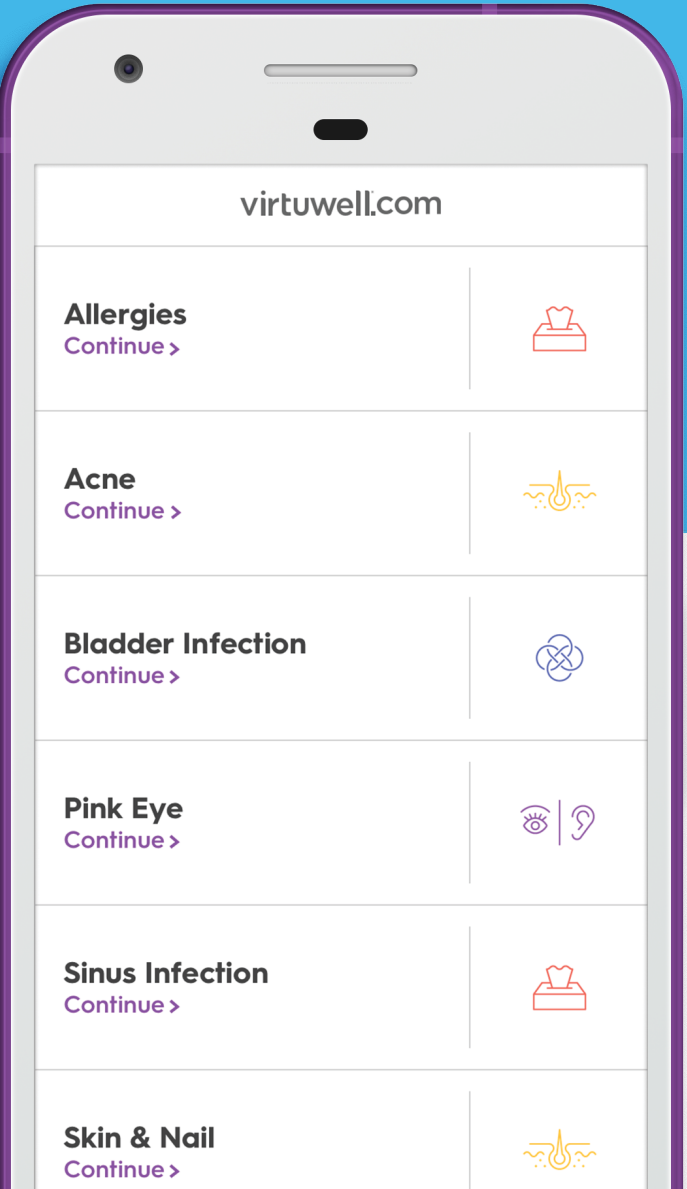 virtuwell.com
Allergies
Continue >
Acne
Continue >
Bladder Infection
Continue >
Pink Eye
Continue >
Sinus Infection
Continue >
Skin & Nail
Continue >